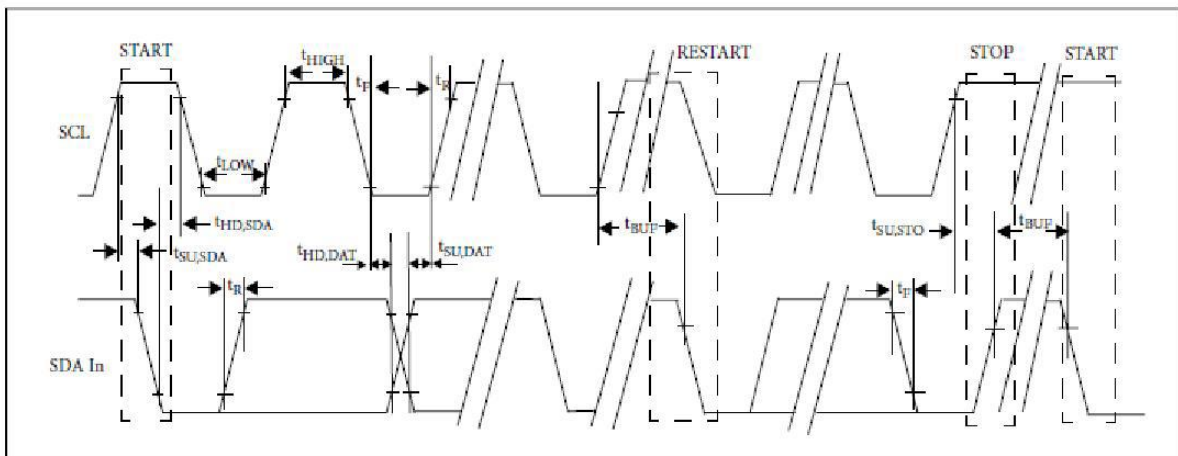 START
RESTART
STOP
START
tHIGH
tF
tR
SCL
tLOW
tHD,SDA
tSU,SDA
tBUF
tSU,STO
tBUF
tHD,DAT
tSU,DAT
tR
tF
SDA In